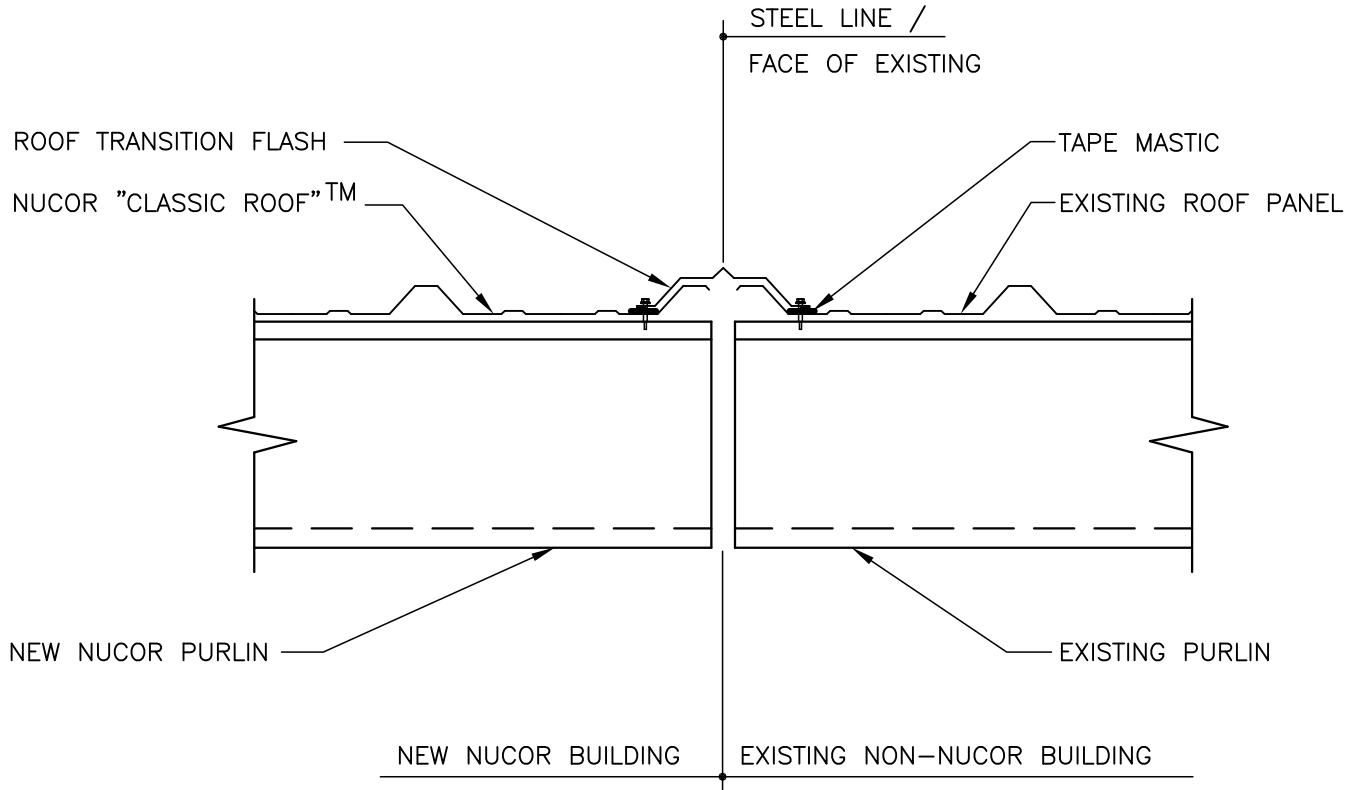 STEEL LINE /
FACE OF EXISTING
ROOF TRANSITION FLASH
TAPE MASTIC
NUCOR "CLASSIC ROOF"TM
EXISTING ROOF PANEL
NEW NUCOR PURLIN
EXISTING PURLIN
NEW NUCOR BUILDING
EXISTING NON-NUCOR BUILDING